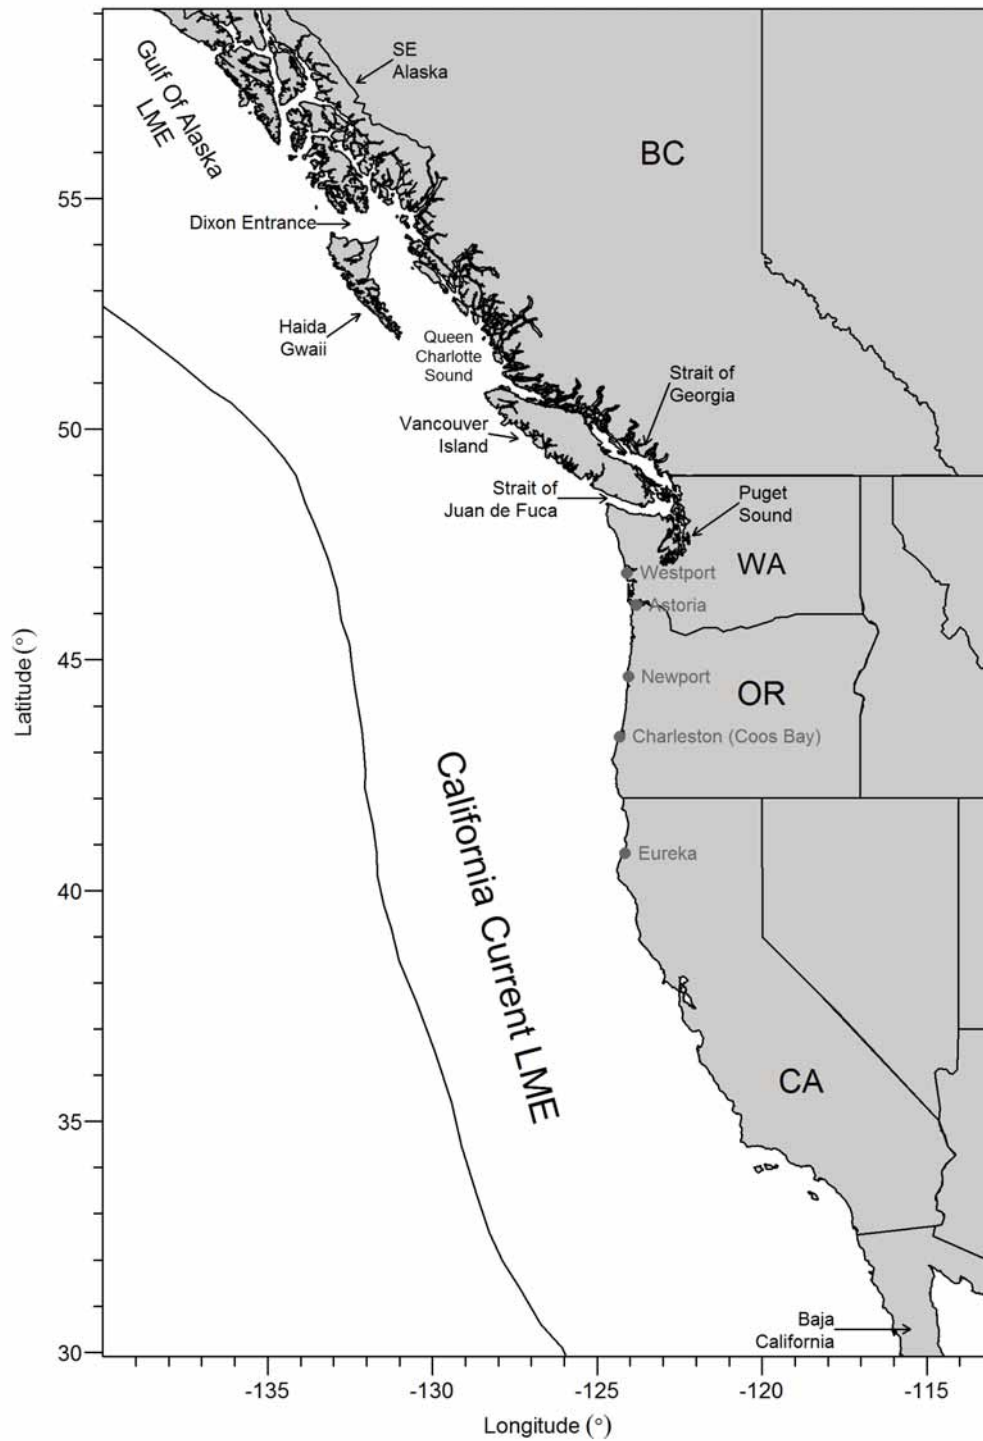 Gulf Of Alaska
LME
SE
Alaska
BC
55
Dixon Entrance
Haida
Gwaii
Queen
Charlotte
Sound
Strait of
Georgia
50
Vancouver
Island
Strait of
Juan de Fuca
Puget
Sound
WA
Westport
Astoria
45
Latitude (°)
Newport
OR
Charleston (Coos Bay)
California Current LME
Eureka
40
CA
35
Baja
California
30
-135
-130
-125
-120
-115
Longitude (°)